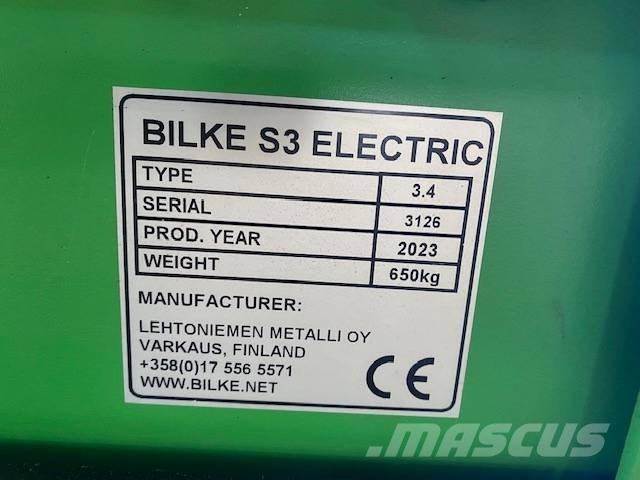 BILKE S3 ELECTRIC
TYPE 3.4
SERIAL 3126
PROD. YEAR 2023
WEIGHT 650kg
MANUFACTURER:
LEHTONIEMEN METALLI OY
VARKAUS, FINLAND
+358(0)17 556 5571
WWW.BILKE.NET
CE
MASCUS